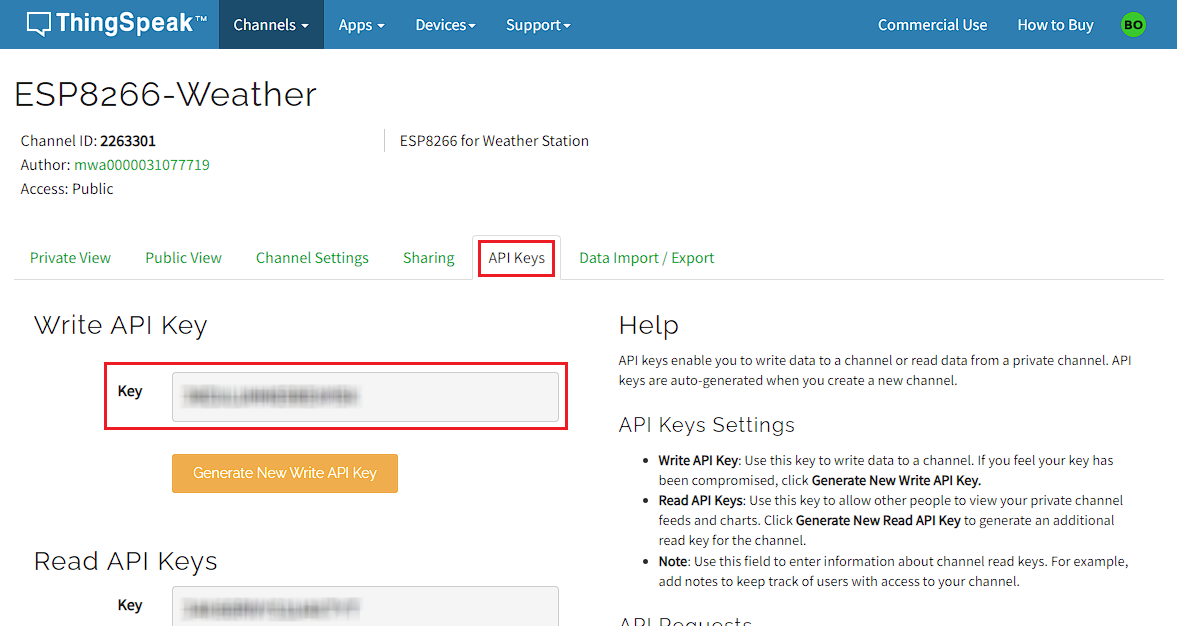 ThingSpeak™ Channels Apps Devices Support Commercial Use How to Buy BO
ESP8266-Weather
Channel ID: 2263301
Author: mwa0000031077719
Access: Public
ESP8266 for Weather Station
Private View Public View Channel Settings Sharing API Keys Data Import / Export
Write API Key
Key
Generate New Write API Key
Read API Keys
Key
Help
API keys enable you to write data to a channel or read data from a private channel. API
keys are auto-generated when you create a new channel.
API Keys Settings
Write API Key: Use this key to write data to a channel. If you feel your key has
been compromised, click Generate New Write API Key.
Read API Keys: Use this key to allow other people to view your private channel
feeds and charts. Click Generate New Read API Key to generate an additional
read key for the channel.
Note: Use this field to enter information about channel read keys. For example,
add notes to keep track of users with access to your channel.
API Requests